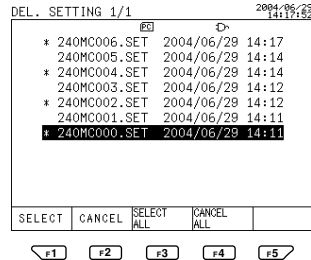 DEL. SETTING 1/1 2004/06/29
14:17:52
PC
* 240MC006.SET 2004/06/29 14:17
240MC005.SET 2004/06/29 14:14
* 240MC004.SET 2004/06/29 14:14
240MC003.SET 2004/06/29 14:12
* 240MC002.SET 2004/06/29 14:12
240MC001.SET 2004/06/29 14:11
* 240MC000.SET 2004/06/29 14:11
SELECT CANCEL SELECT ALL CANCEL ALL
F1 F2 F3 F4 F5